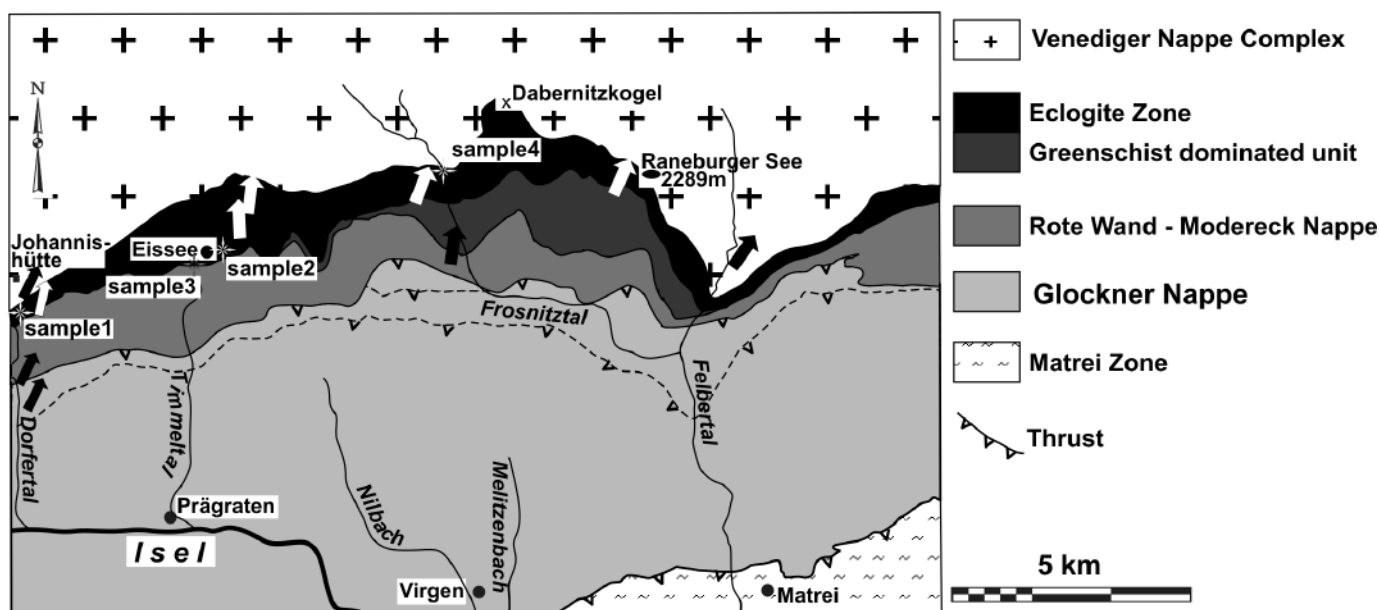 N
Dabernitzkogel
sample4
Raneburger See
2289m
Johannis-
hütte
Eissee
sample2
sample3
sample1
Frosnitztal
Dorfertal
Timmeltal
Felbertal
Nilbach
Melitzenbach
Prägraten
Isel
Virgen
Matrei
Venediger Nappe Complex
Eclogite Zone
Greenschist dominated unit
Rote Wand - Modereck Nappe
Glockner Nappe
Matrei Zone
Thrust
5 km